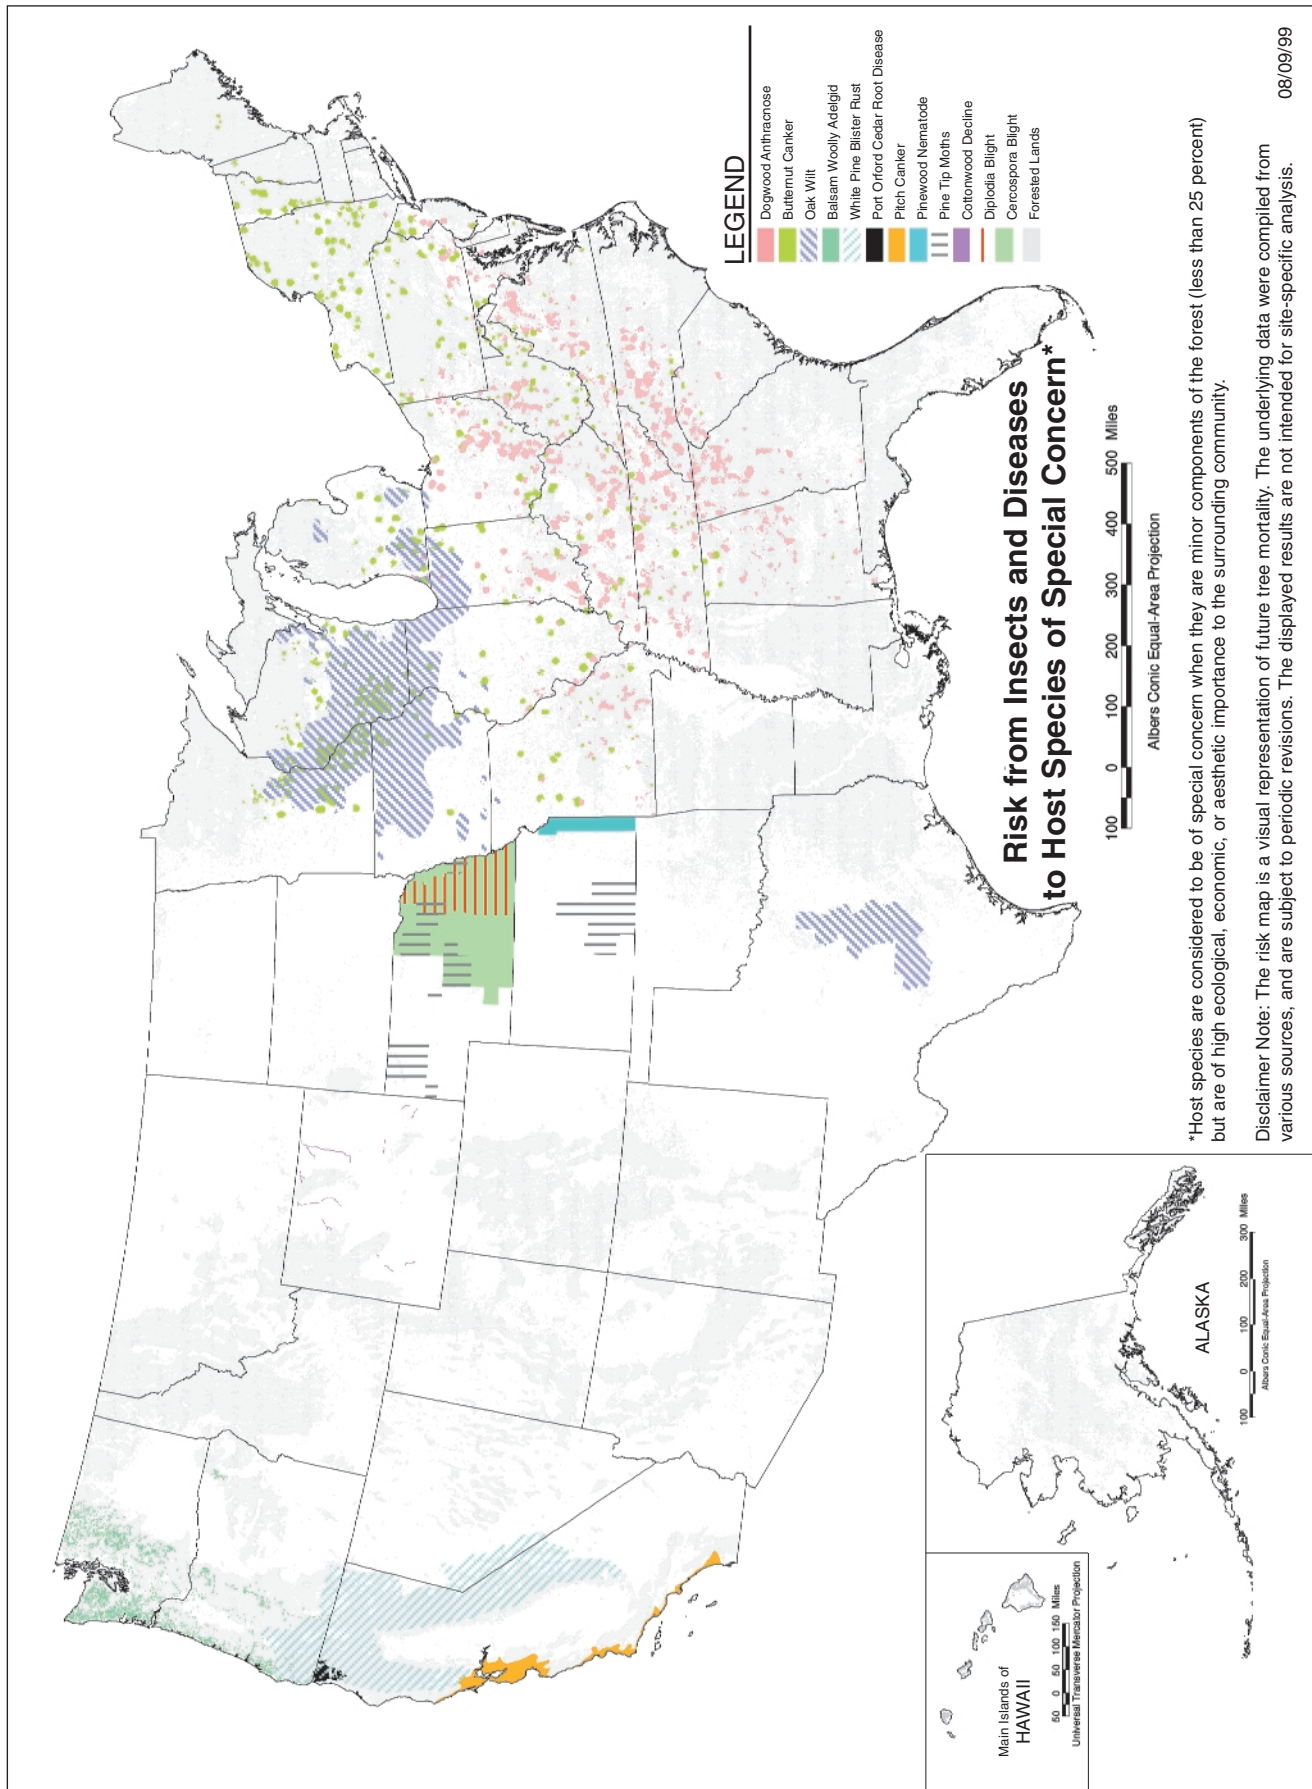 LEGEND
Dogwood Anthracnose
Butternut Canker
Oak Wilt
Balsam Woolly Adelgid
White Pine Blister Rust
Port Orford Cedar Root Disease
Pitch Canker
Pinewood Nematode
Pine Tip Moths
Cottonwood Decline
Diplodia Blight
Cercospora Blight
Forested Lands
Risk from Insects and Diseases
to Host Species of Special Concern*
100 0 100 200 300 400 500 Miles
Albers Conic Equal-Area Projection
*Host species are considered to be of special concern when they are minor components of the forest (less than 25 percent)
but are of high ecological, economic, or aesthetic importance to the surrounding community.
Disclaimer Note: The risk map is a visual representation of future tree mortality. The underlying data were compiled from
various sources, and are subject to periodic revisions. The displayed results are not intended for site-specific analysis.
08/09/99
ALASKA
100 0 100 200 300 Miles
Albers Conic Equal-Area Projection
Main Islands of
HAWAII
50 0 50 100 150 Miles
Universal Transverse Mercator Projection